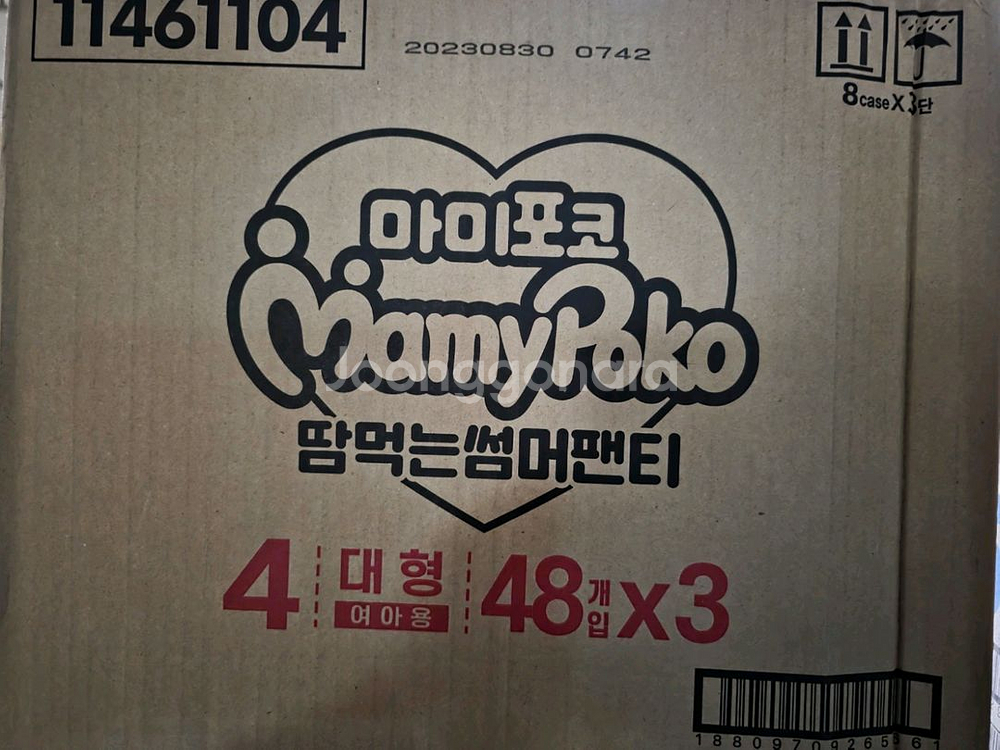 11461104
20230830 0742
8case X 3단
마미포코
MamyPoko
Joonggonara
땀먹는썸머팬티
4 대형 48개입 x3
여아용